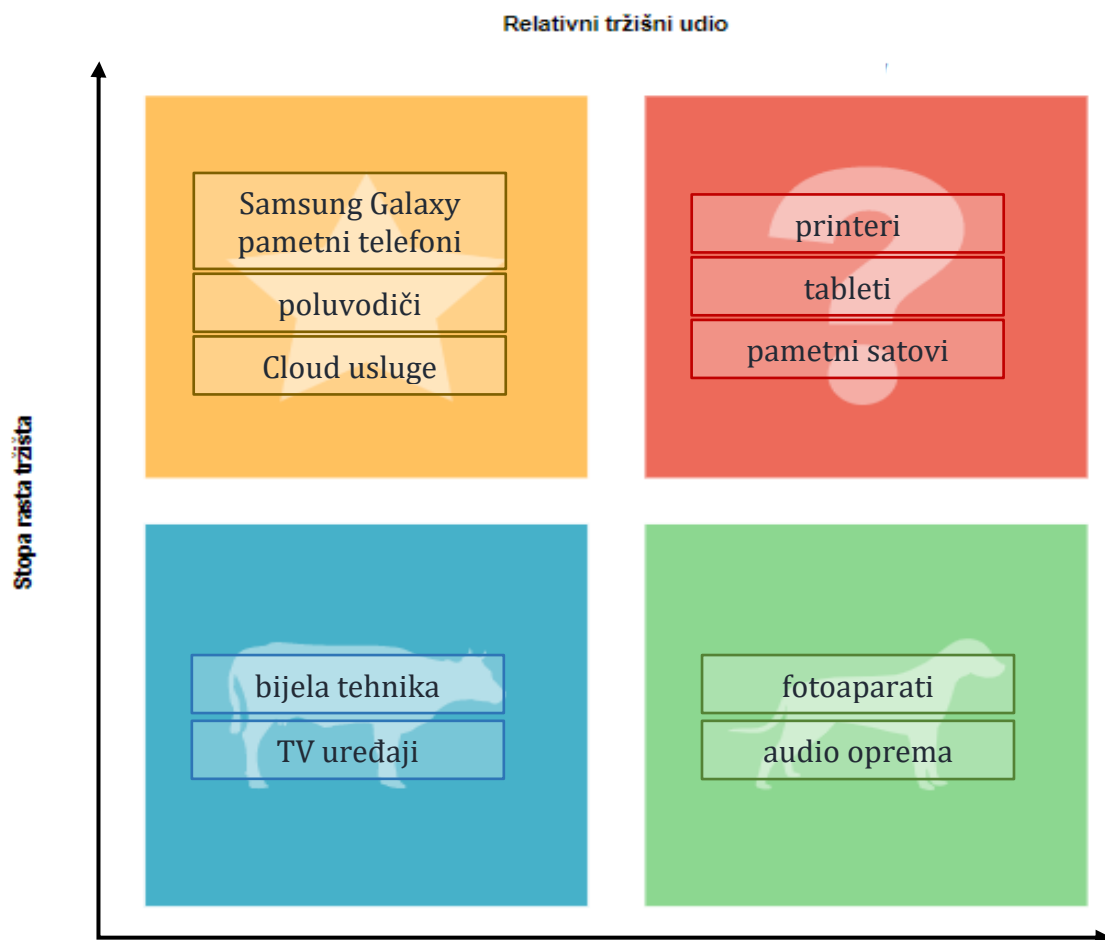 Relativni tržišni udio
Stopa rasta tržišta
Samsung Galaxy
pametni telefoni
poluvodiči
Cloud usluge
?
printeri
tableti
pametni satovi
bijela tehnika
TV uređaji
fotoaparati
audio oprema